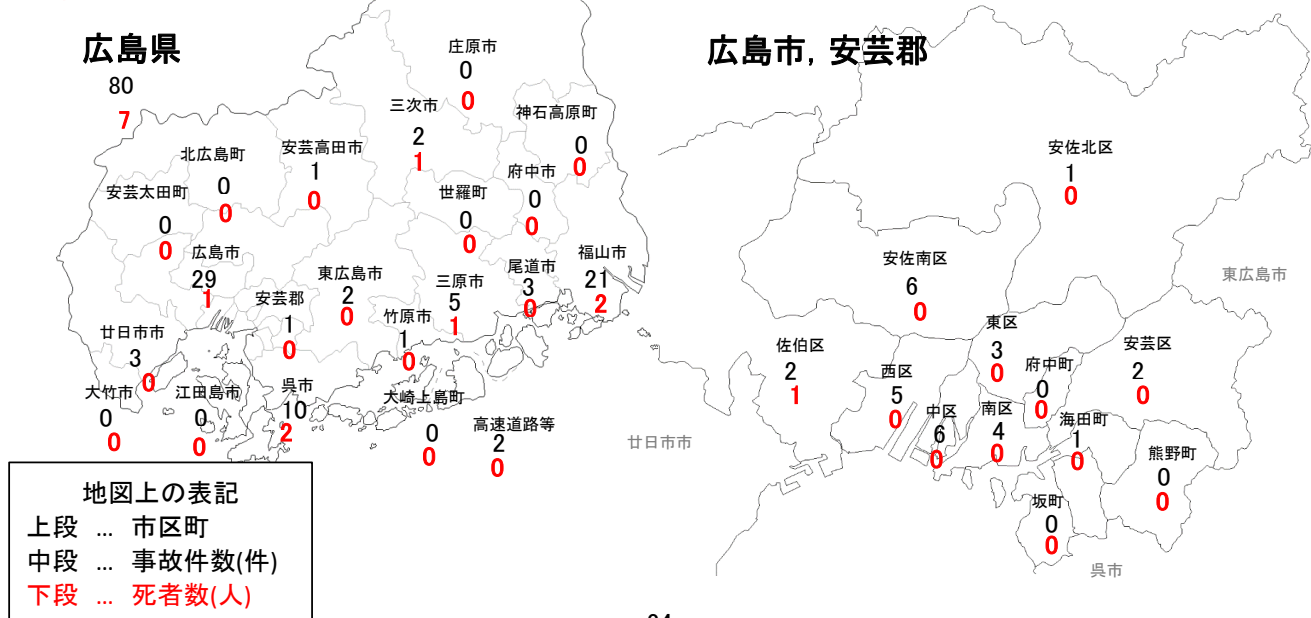 広島県
80
7
庄原市
0
0
三次市
2
1
神石高原町
0
0
北広島町
0
0
安芸高田市
1
0
府中市
0
0
安芸太田町
0
0
世羅町
0
0
広島市
29
1
安芸郡
1
0
東広島市
2
0
三原市
5
1
尾道市
3
0
福山市
21
2
竹原市
1
0
廿日市市
3
0
大竹市
0
0
江田島市
0
0
呉市
10
2
大崎上島町
0
0
高速道路等
2
0
地図上の表記
上段 … 市区町
中段 … 事故件数(件)
下段 … 死者数(人)
広島市，安芸郡
安佐北区
1
0
安佐南区
6
0
東広島市
佐伯区
2
1
西区
5
0
東区
3
0
府中町
0
0
安芸区
2
0
中区
6
0
南区
4
0
海田町
1
0
熊野町
0
0
坂町
0
0
廿日市市
呉市